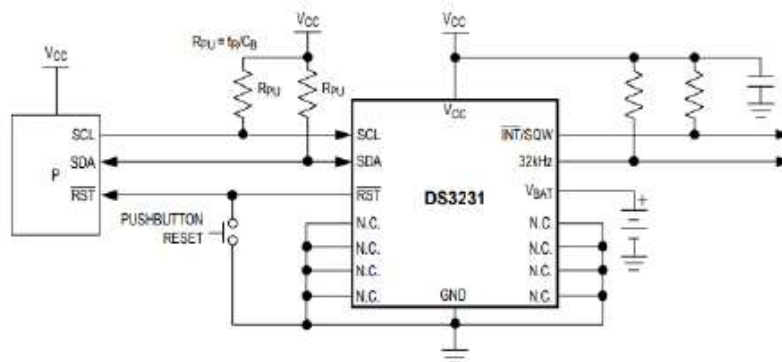 VCC
VCC
RPU = tR/CB
VCC
RPU
RPU
VCC
SCL
SCL
INT/SQW
P
SDA
SDA
32kHz
RST
RST
DS3231
VBAT
+
PUSHBUTTON
RESET
N.C.
N.C.
N.C.
N.C.
N.C.
N.C.
N.C.
GND
N.C.